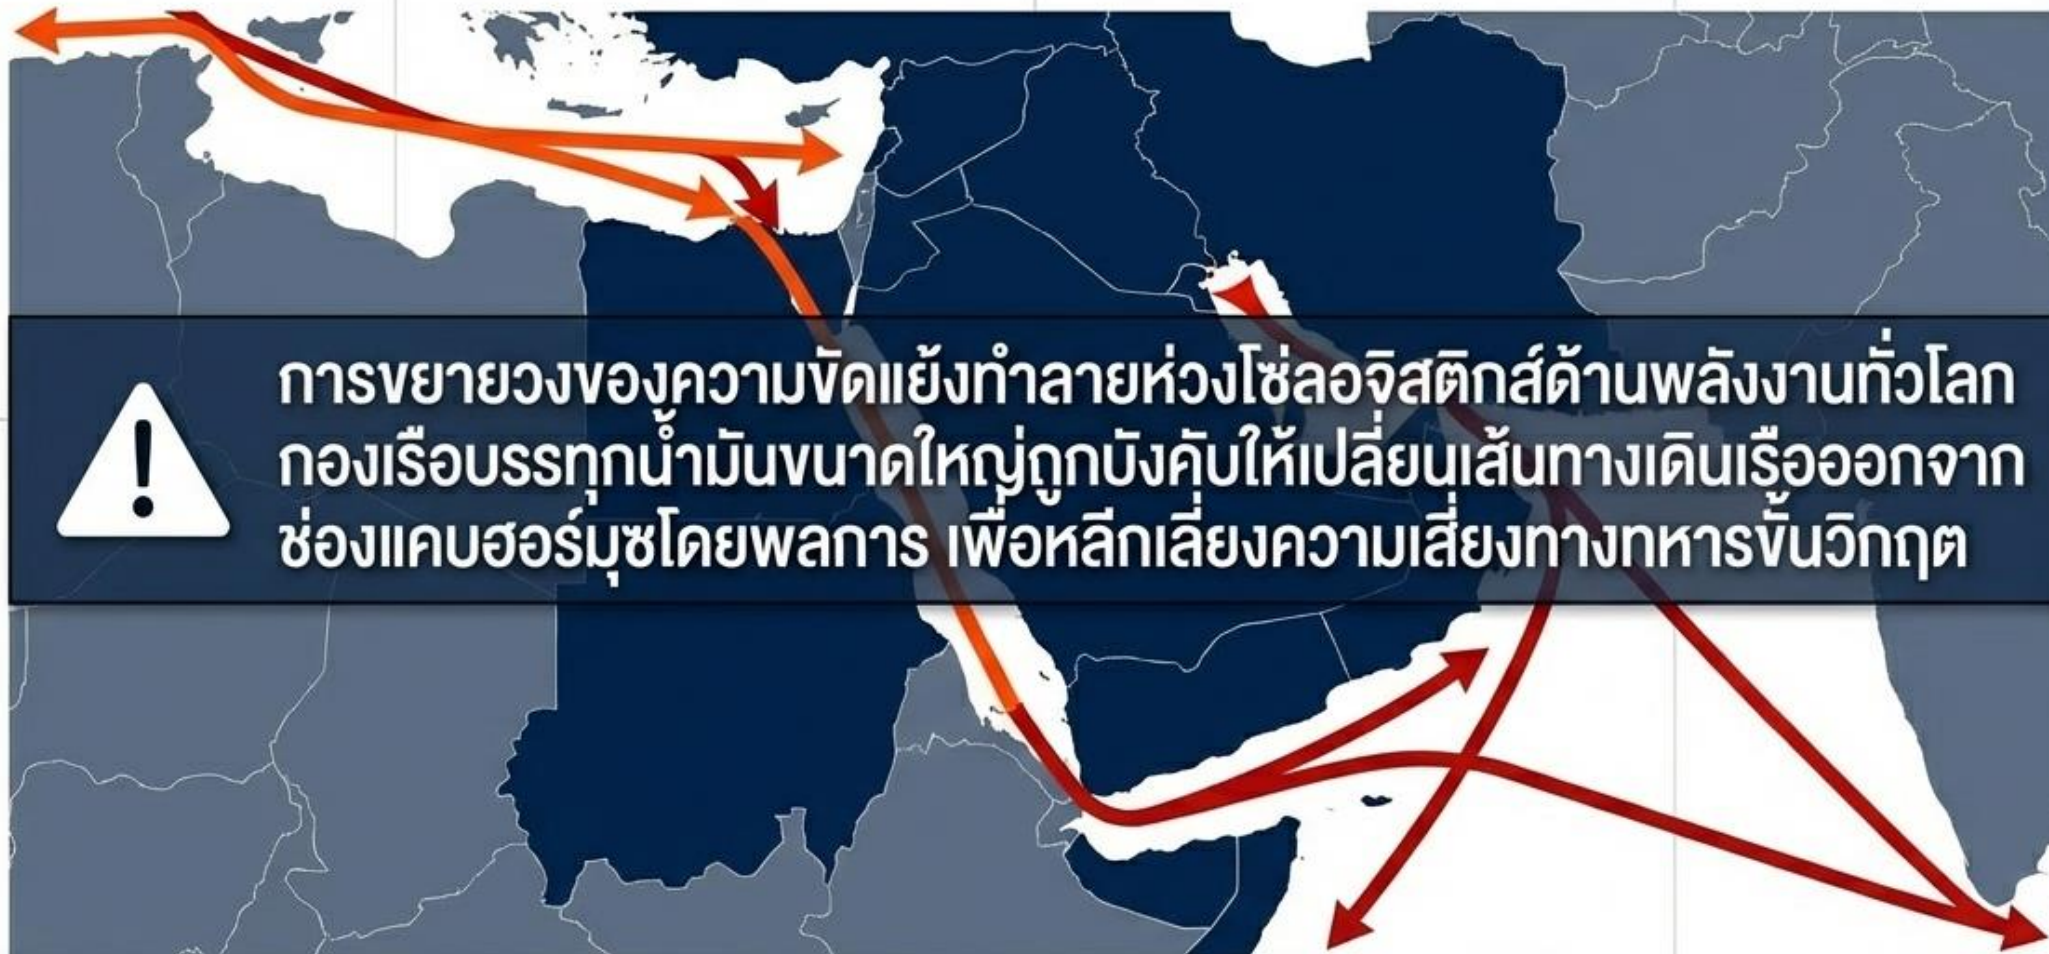 การขยายวงของความขัดแย้งทำลายห่วงโซ่ลอจิสติกส์ด้านพลังงานทั่วโลก
กองเรือบรรทุกน้ำมันขนาดใหญ่ถูกบังคับให้เปลี่ยนเส้นทางเดินเรือออกจาก
ช่องแคบฮอร์มุซโดยพลการ เพื่อหลีกเลี่ยงความเสี่ยงทางทหารขั้นวิกฤต